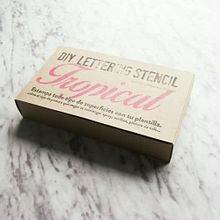 DIY LETTERING STENCIL
Tropical
Estampa todo tipo de superficies con tu plantilla.